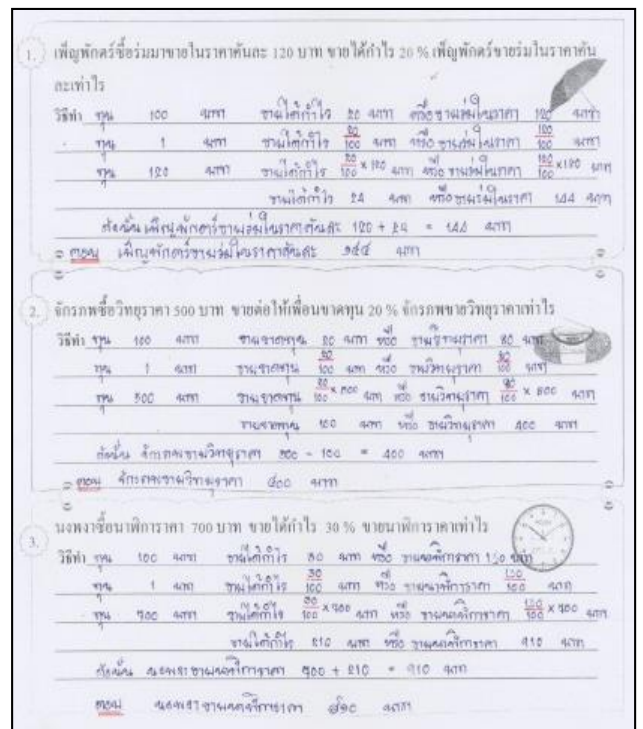 1. เพ็ญพักตร์ซื้อร่มมาขายในราคาคันละ 120 บาท ขายได้กำไร 20 % เพ็ญพักตร์ขายร่มในราคาคัน
ละเท่าไร
วิธีทำ ทุน 100 บาท ขายได้กำไร 20 บาท หรือ ขายร่มในราคา 120 บาท
ทุน 1 บาท ขายได้กำไร 20/100 บาท หรือ ขายร่มในราคา 120/100 บาท
ทุน 120 บาท ขายได้กำไร 20/100 × 120 บาท หรือ ขายร่มในราคา 120/100 × 120 บาท
ขายได้กำไร 24 บาท หรือ ขายร่มในราคา 144 บาท
ดังนั้น เพ็ญพักตร์ขายร่มในราคาคันละ 120 + 24 = 144 บาท
ตอบ เพ็ญพักตร์ขายร่มในราคาคันละ ๑๔๔ บาท
2. จักรภพซื้อวิทยุราคา 500 บาท ขายต่อให้เพื่อนขาดทุน 20 % จักรภพขายวิทยุราคาเท่าไร
วิธีทำ ทุน 100 บาท ขายขาดทุน 20 บาท หรือ ขายวิทยุราคา 80 บาท
ทุน 1 บาท ขายขาดทุน 20/100 บาท หรือ ขายวิทยุราคา 80/100 บาท
ทุน 500 บาท ขายขาดทุน 20/100 × 500 บาท หรือ ขายวิทยุราคา 80/100 × 500 บาท
ขายขาดทุน 100 บาท หรือ ขายวิทยุราคา 400 บาท
ดังนั้น จักรภพขายวิทยุราคา 500 - 100 = 400 บาท
ตอบ จักรภพขายวิทยุราคา ๔๐๐ บาท
3. นงพงาซื้อนาฬิการาคา 700 บาท ขายได้กำไร 30 % ขายนาฬิการาคาเท่าไร
วิธีทำ ทุน 100 บาท ขายได้กำไร 30 บาท หรือ ขายนาฬิการาคา 130 บาท
ทุน 1 บาท ขายได้กำไร 30/100 บาท หรือ ขายนาฬิการาคา 130/100 บาท
ทุน 700 บาท ขายได้กำไร 30/100 × 700 บาท หรือ ขายนาฬิการาคา 130/100 × 700 บาท
ขายได้กำไร 210 บาท หรือ ขายนาฬิการาคา 910 บาท
ดังนั้น นงพงาขายนาฬิการาคา 700 + 210 = 910 บาท
ตอบ นงพงาขายนาฬิการาคา ๙๑๐ บาท